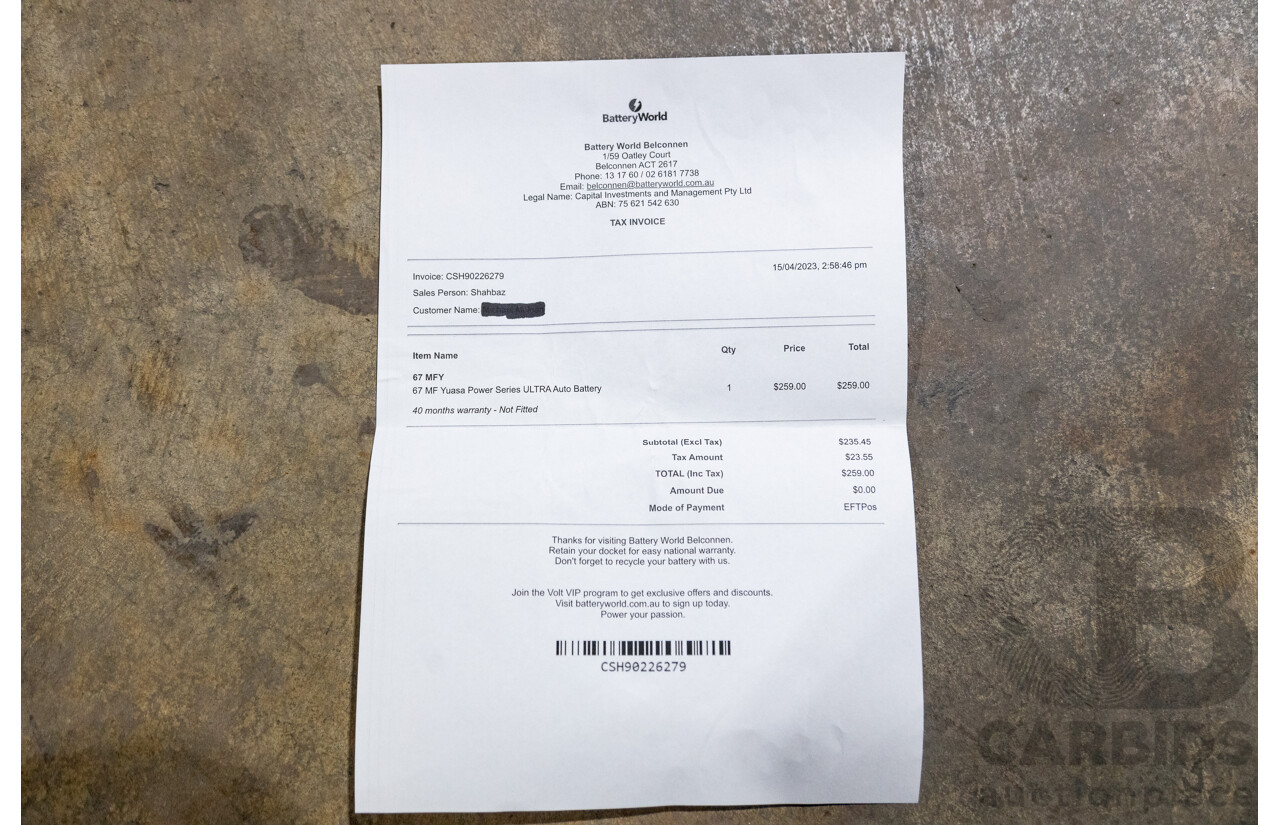 BatteryWorld
Battery World Belconnen
1/59 Oatley Court
Belconnen ACT 2617
Phone: 13 17 60 / 02 6181 7738
Email: belconnen@batteryworld.com.au
Legal Name: Capital Investments and Management Pty Ltd
ABN: 75 621 542 630
TAX INVOICE
15/04/2023, 2:58:46 pm
Invoice: CSH90226279
Sales Person: Shahbaz
Customer Name:
Item Name Qty Price Total
67 MFY
67 MF Yuasa Power Series ULTRA Auto Battery 1 $259.00 $259.00
40 months warranty - Not Fitted
Subtotal (Excl Tax) $235.45
Tax Amount $23.55
TOTAL (Inc Tax) $259.00
Amount Due $0.00
Mode of Payment EFTPos
Thanks for visiting Battery World Belconnen.
Retain your docket for easy national warranty.
Don't forget to recycle your battery with us.
Join the Volt VIP program to get exclusive offers and discounts.
Visit batteryworld.com.au to sign up today.
Power your passion.
CSH90226279
B
CARBIDS